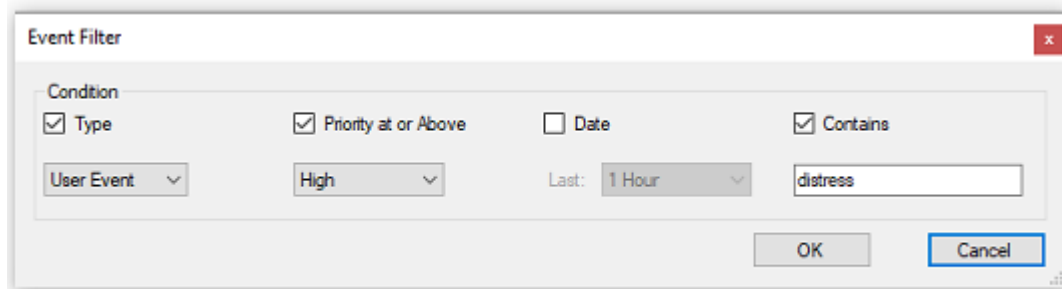 Event Filter
x
Condition
Type Priority at or Above Date Contains
User Event High Last: 1 Hour distress
OK Cancel